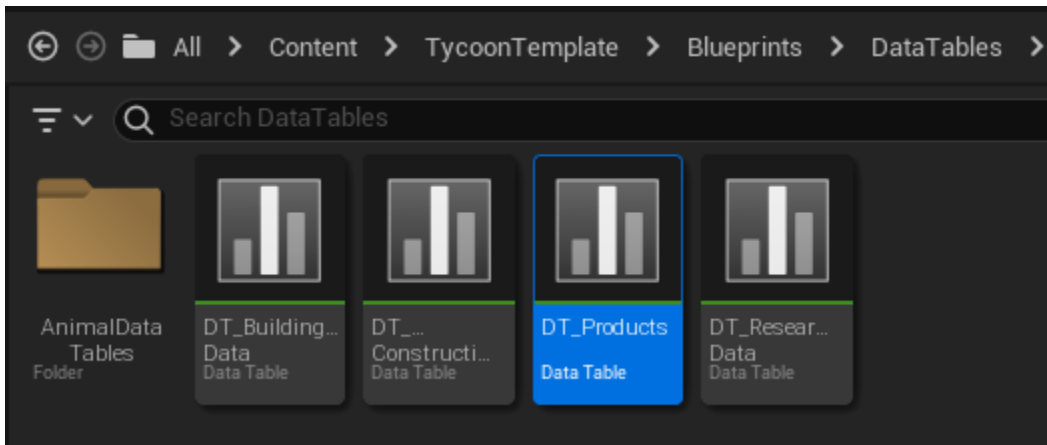 All > Content > TycoonTemplate > Blueprints > DataTables >
Search DataTables
AnimalData
Tables
Folder
DT_Building...
Data
Data Table
DT_...
Constructi...
Data Table
DT_Products
Data Table
DT_Resear...
Data
Data Table